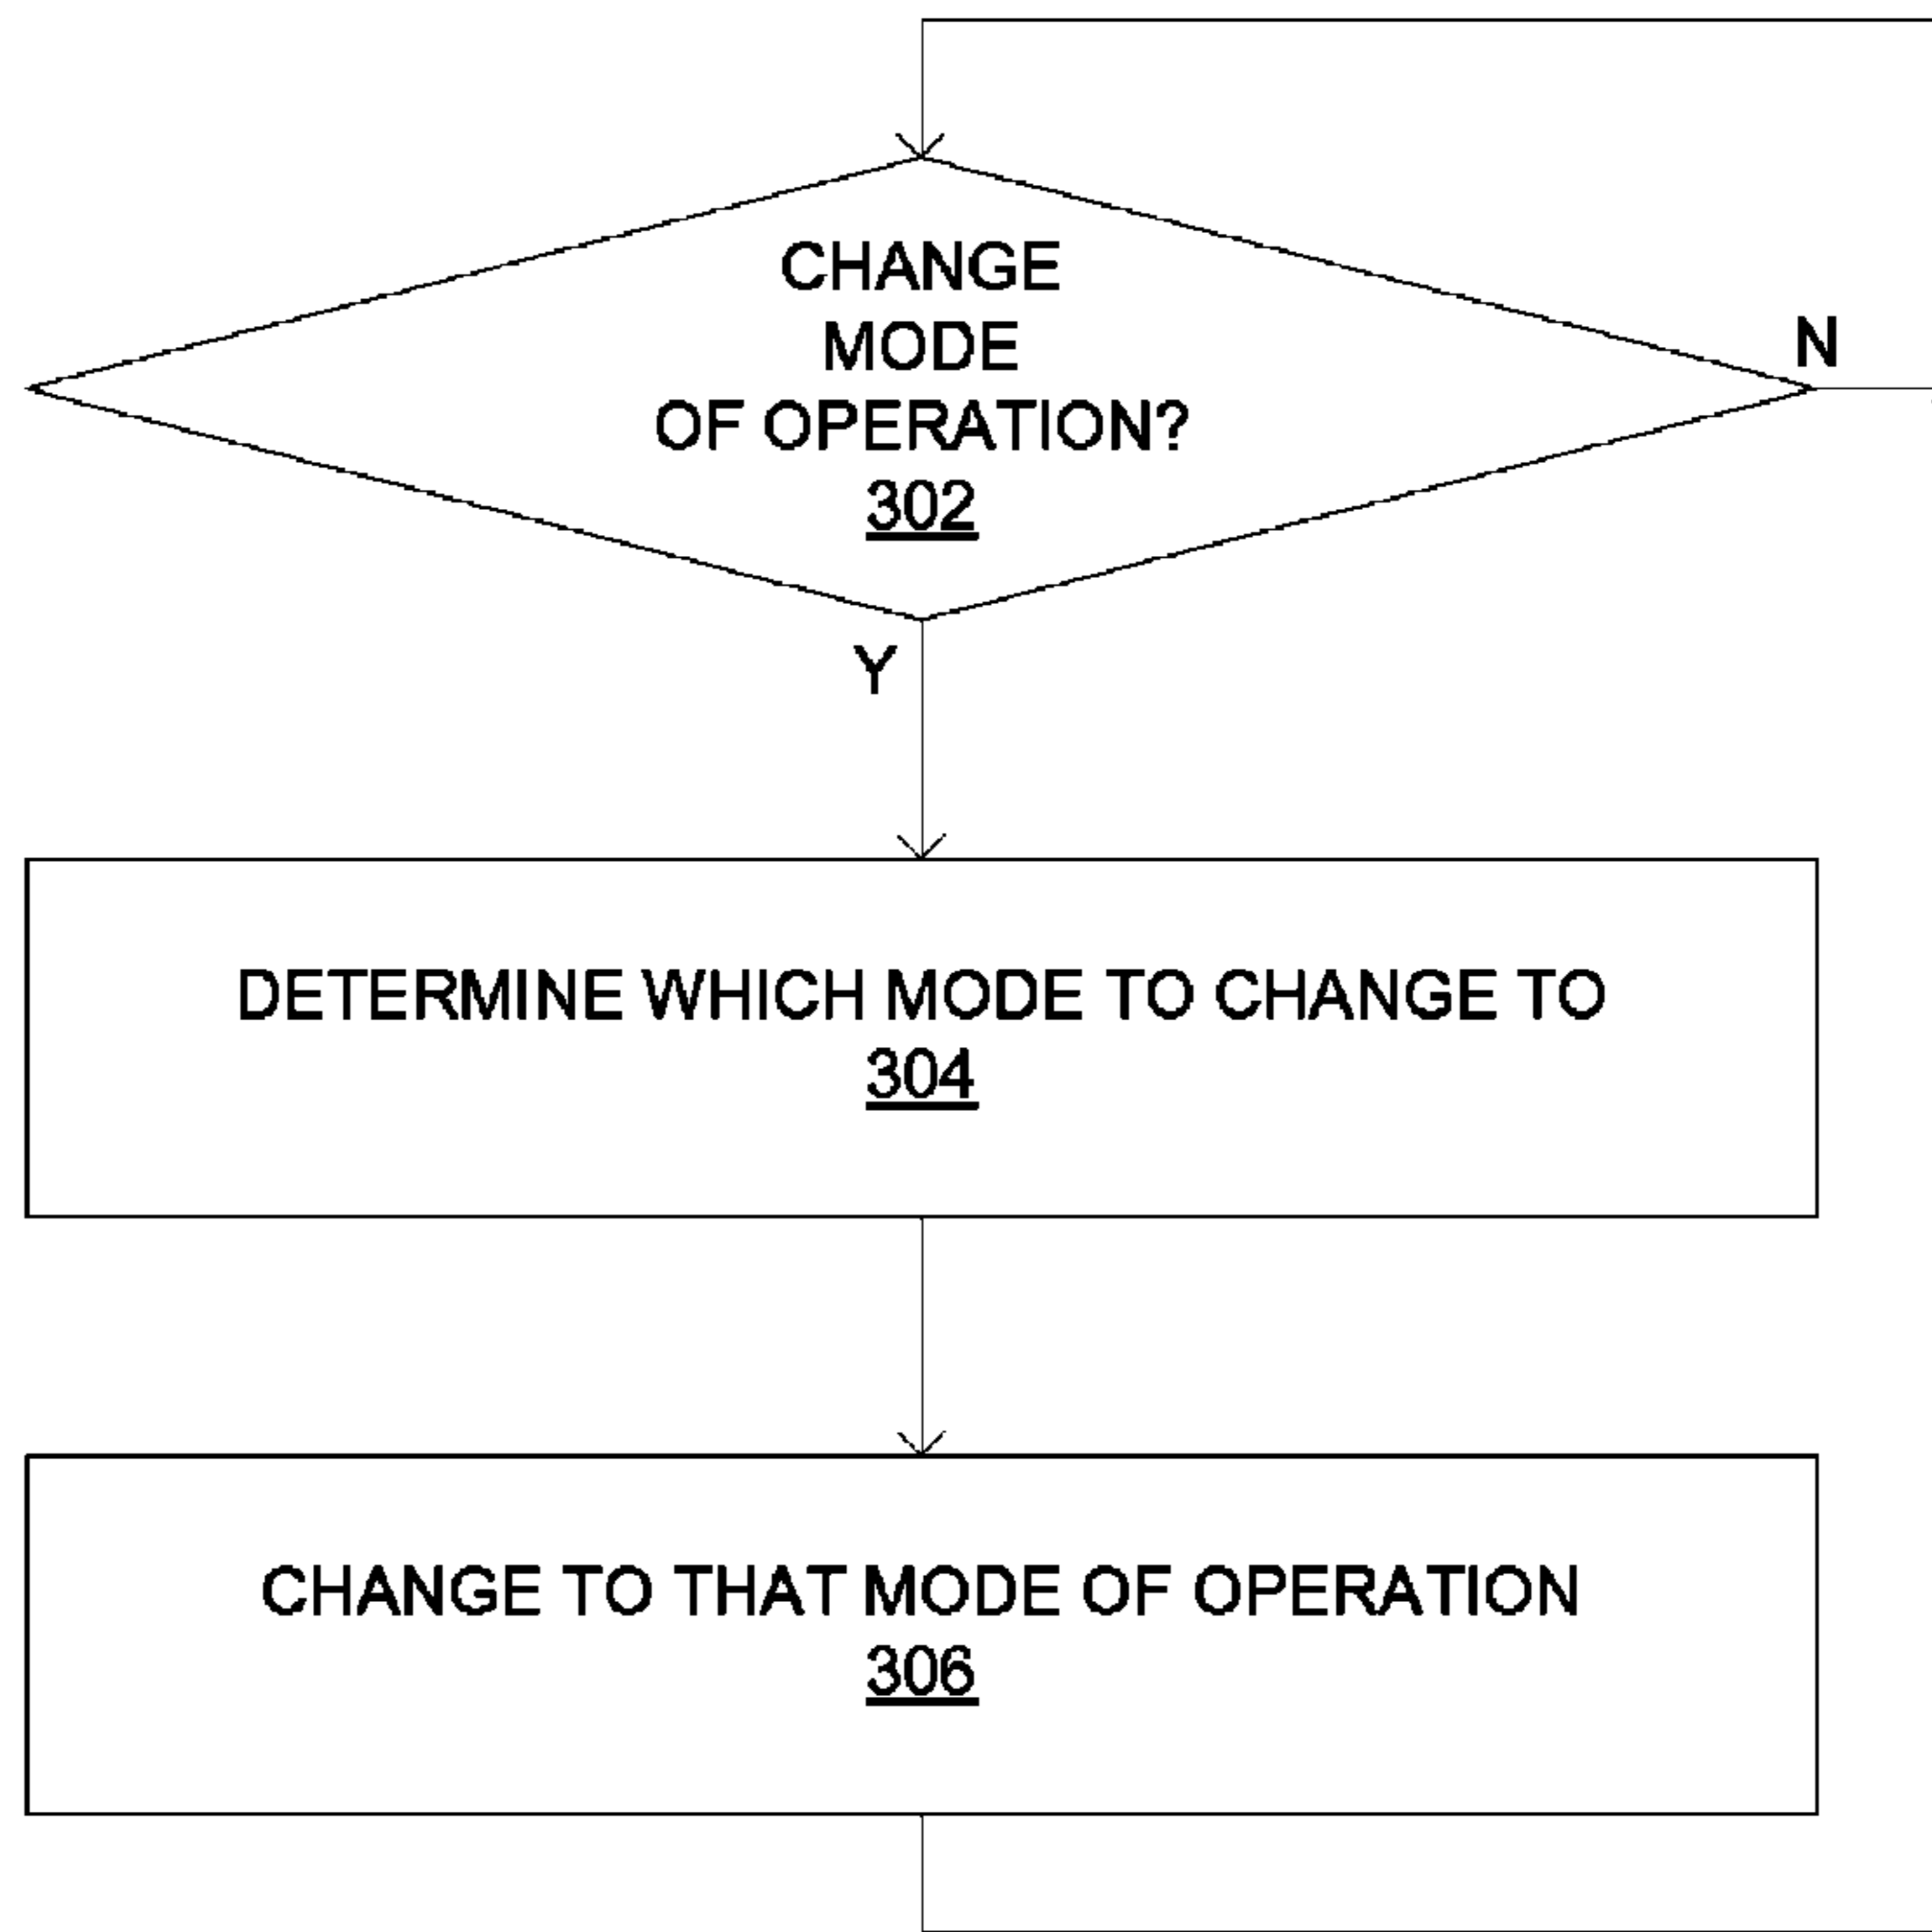 CHANGE
MODE
OF OPERATION?
302
N
Y
DETERMINE WHICH MODE TO CHANGE TO
304
CHANGE TO THAT MODE OF OPERATION
306